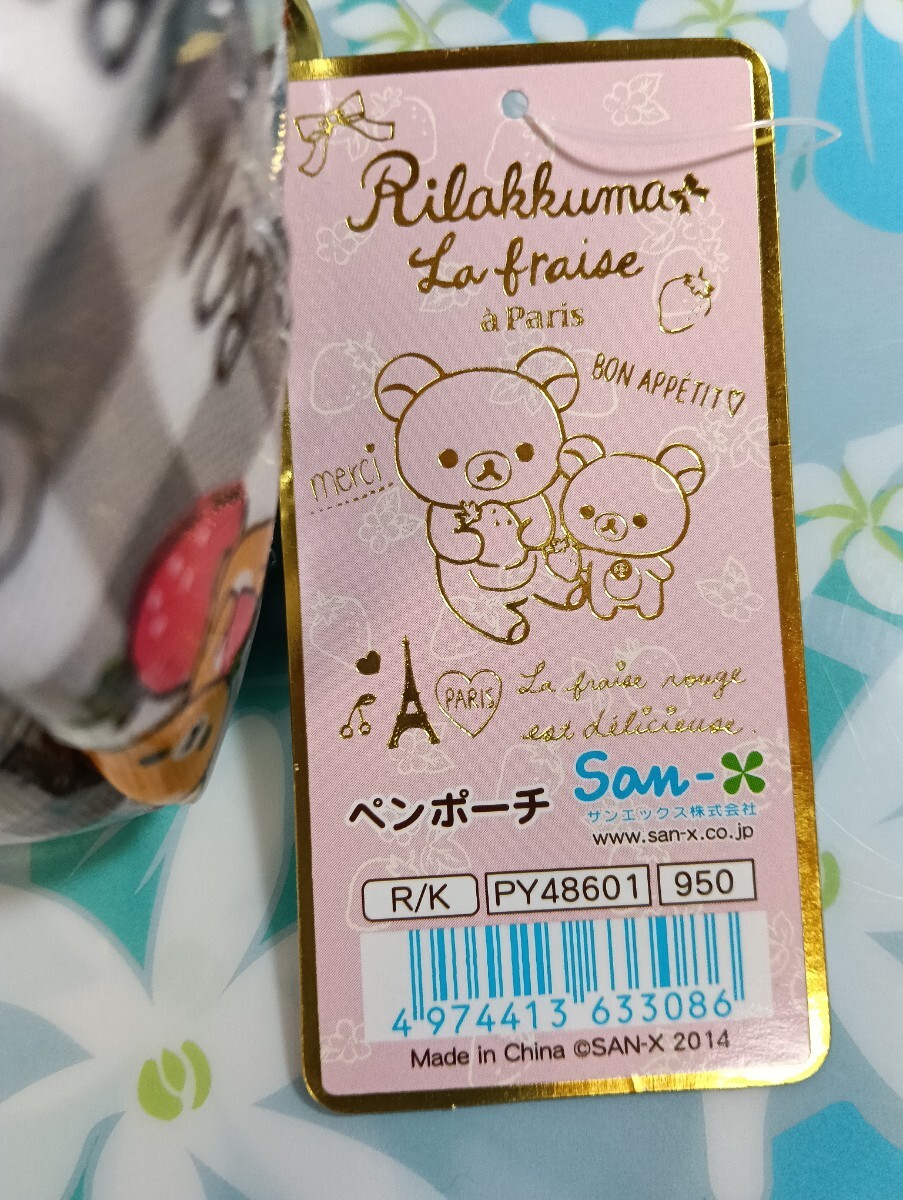 Rilakkuma
La fraise
à Paris
BON APPÉTIT♡
merci
PARIS
La fraise rouge
est délicieuse.
ペンポーチ
San-X
サンエックス株式会社
www.san-x.co.jp
R/K PY48601 950
4 974413 633086
Made in China ©SAN-X 2014